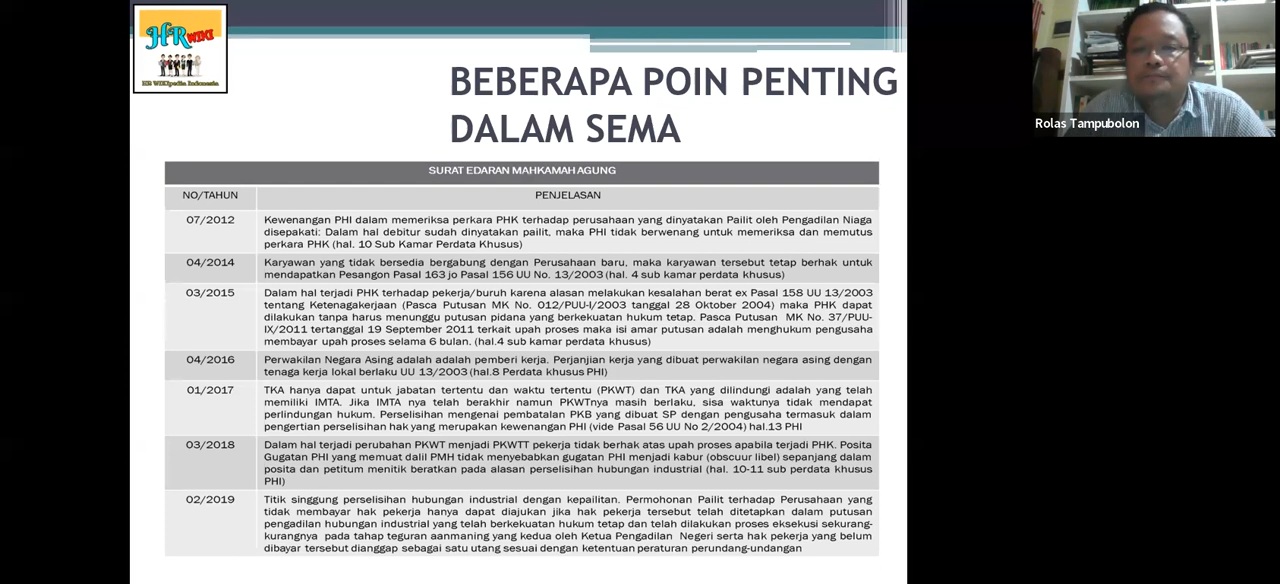 HR WIKI
HR WIKIpedia Indonesia
BEBERAPA POIN PENTING
DALAM SEMA
Rolas Tampubolon
SURAT EDARAN MAHKAMAH AGUNG
NO/TAHUN PENJELASAN
07/2012 Kewenangan PHI dalam memeriksa perkara PHK terhadap perusahaan yang dinyatakan Pailit oleh Pengadilan Niaga
disepakati: Dalam hal debitur sudah dinyatakan pailit, maka PHI tidak berwenang untuk memeriksa dan memutus
perkara PHK (hal. 10 Sub Kamar Perdata Khusus)
04/2014 Karyawan yang tidak bersedia bergabung dengan Perusahaan baru, maka karyawan tersebut tetap berhak untuk
mendapatkan Pesangon Pasal 163 jo Pasal 156 UU No. 13/2003 (hal. 4 sub kamar perdata khusus)
03/2015 Dalam hal terjadi PHK terhadap pekerja/buruh karena alasan melakukan kesalahan berat ex Pasal 158 UU 13/2003
tentang Ketenagakerjaan (Pasca Putusan MK No. 012/PUU-I/2003 tanggal 28 Oktober 2004) maka PHK dapat
dilakukan tanpa harus menunggu putusan pidana yang berkekuatan hukum tetap. Pasca Putusan MK No. 37/PUU-
IX/2011 tertanggal 19 September 2011 terkait upah proses maka isi amar putusan adalah menghukum pengusaha
membayar upah proses selama 6 bulan. (hal.4 sub kamar perdata khusus)
04/2016 Perwakilan Negara Asing adalah adalah pemberi kerja. Perjanjian kerja yang dibuat perwakilan negara asing dengan
tenaga kerja lokal berlaku UU 13/2003 (hal.8 Perdata khusus PHI)
01/2017 TKA hanya dapat untuk jabatan tertentu dan waktu tertentu (PKWT) dan TKA yang dilindungi adalah yang telah
memiliki IMTA. Jika IMTA nya telah berakhir namun PKWTnya masih berlaku, sisa waktunya tidak mendapat
perlindungan hukum. Perselisihan mengenai pembatalan PKB yang dibuat SP dengan pengusaha termasuk dalam
pengertian perselisihan hak yang merupakan kewenangan PHI (vide Pasal 56 UU No 2/2004) hal.13 PHI
03/2018 Dalam hal terjadi perubahan PKWT menjadi PKWTT pekerja tidak berhak atas upah proses apabila terjadi PHK. Posita
Gugatan PHI yang memuat dalil PMH tidak menyebabkan gugatan PHI menjadi kabur (obscuur libel) sepanjang dalam
posita dan petitum menitik beratkan pada alasan perselisihan hubungan industrial (hal. 10-11 sub perdata khusus
PHI)
02/2019 Titik singgung perselisihan hubungan industrial dengan kepailitan. Permohonan Pailit terhadap Perusahaan yang
tidak membayar hak pekerja hanya dapat diajukan jika hak pekerja tersebut telah ditetapkan dalam putusan
pengadilan hubungan industrial yang telah berkekuatan hukum tetap dan telah dilakukan proses eksekusi sekurang-
kurangnya pada tahap teguran aanmaning yang kedua oleh Ketua Pengadilan Negeri serta hak pekerja yang belum
dibayar tersebut dianggap sebagai satu utang sesuai dengan ketentuan peraturan perundang-undangan